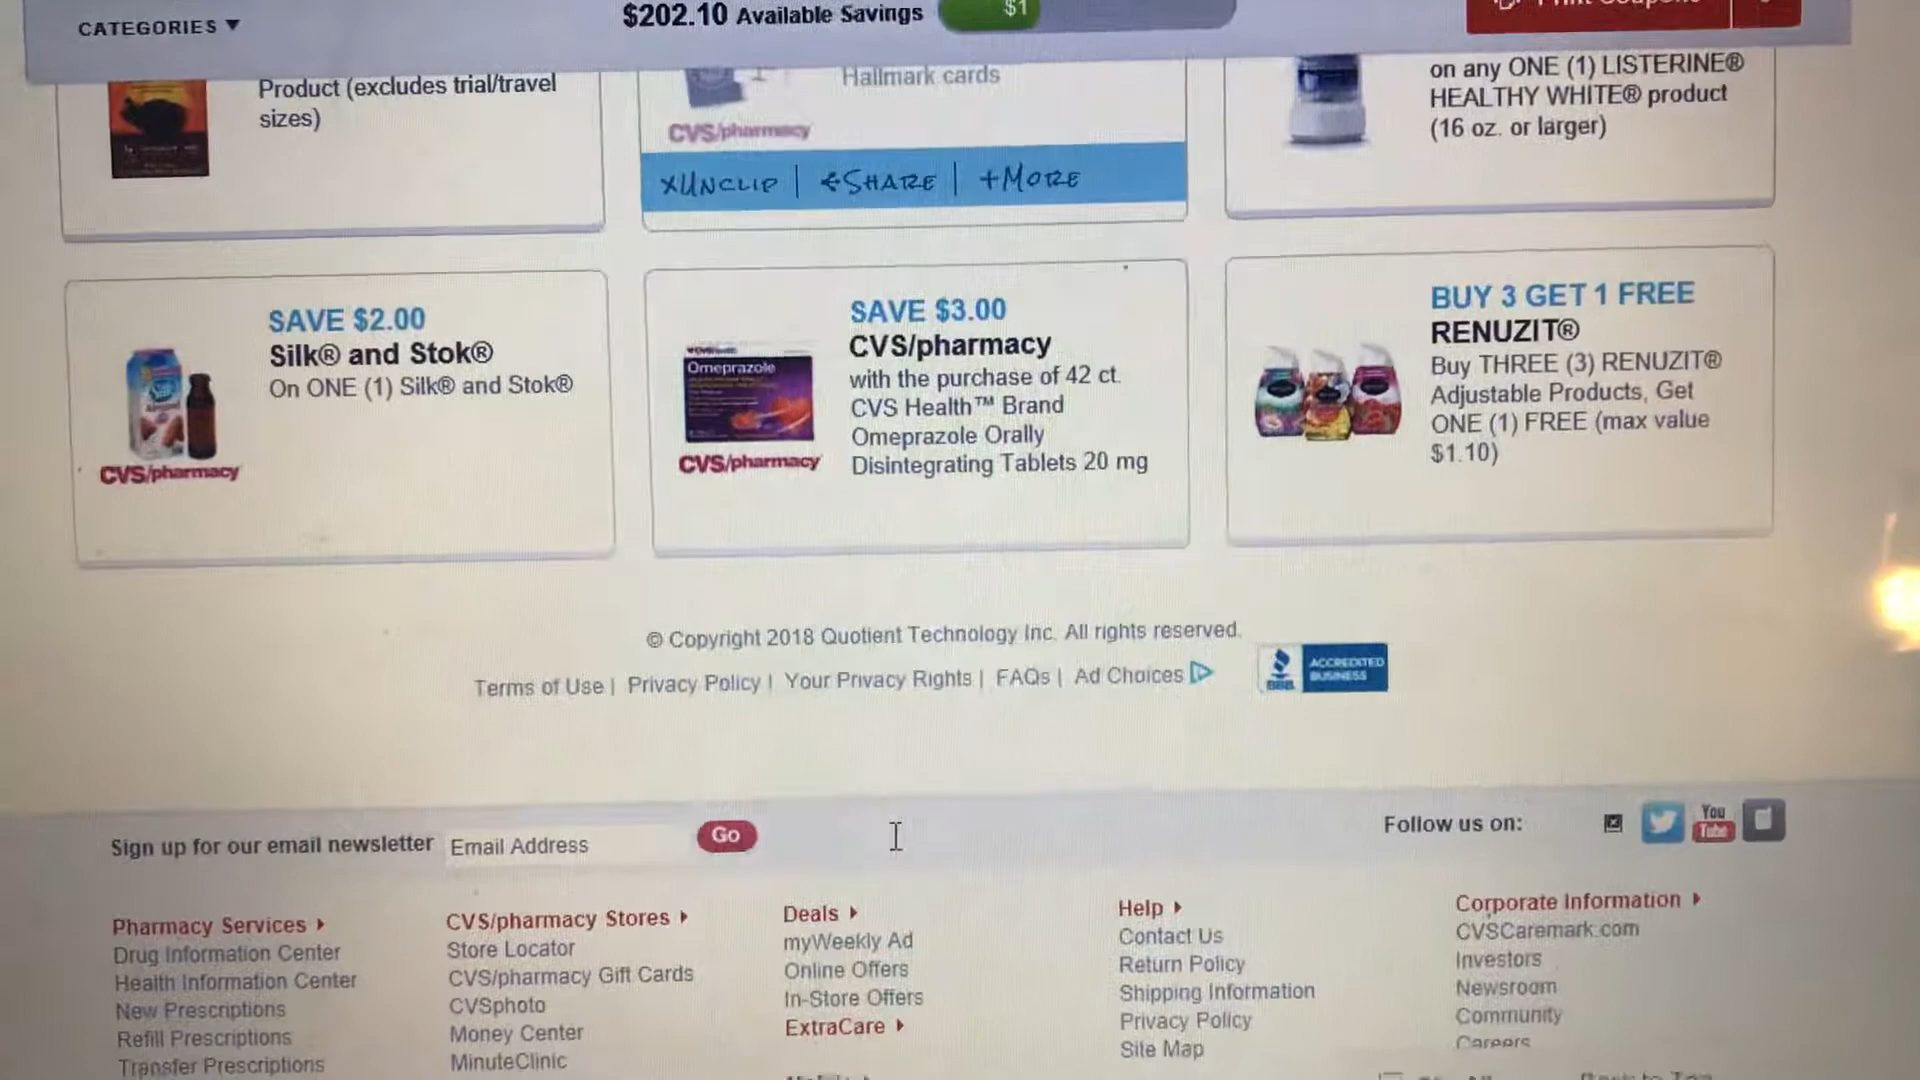 CATEGORIES
$202.10 Available Savings
$1
Product (excludes trial/travel
sizes)
Hallmark cards
CVS/pharmacy
xUNCLIP | SHARE | +MORE
on any ONE (1) LISTERINE®
HEALTHY WHITE® product
(16 oz. or larger)
SAVE $2.00
Silk® and Stok®
On ONE (1) Silk® and Stok®
CVS/pharmacy
SAVE $3.00
CVS/pharmacy
with the purchase of 42 ct.
CVS Health™ Brand
Omeprazole Orally
Disintegrating Tablets 20 mg
Omeprazole
CVS/pharmacy
BUY 3 GET 1 FREE
RENUZIT®
Buy THREE (3) RENUZIT®
Adjustable Products, Get
ONE (1) FREE (max value
$1.10)
© Copyright 2018 Quotient Technology Inc. All rights reserved.
Terms of Use | Privacy Policy | Your Privacy Rights | FAQs | Ad Choices
BBB
ACCREDITED
BUSINESS
Sign up for our email newsletter
Email Address
Go
Follow us on:
You
Tube
Pharmacy Services
Drug Information Center
Health Information Center
New Prescriptions
Refill Prescriptions
Transfer Prescriptions
CVS/pharmacy Stores
Store Locator
CVS/pharmacy Gift Cards
CVSphoto
Money Center
MinuteClinic
Deals
myWeekly Ad
Online Offers
In-Store Offers
ExtraCare
Help
Contact Us
Return Policy
Shipping Information
Privacy Policy
Site Map
Corporate Information
CVSCaremark.com
Investors
Newsroom
Community
Careers